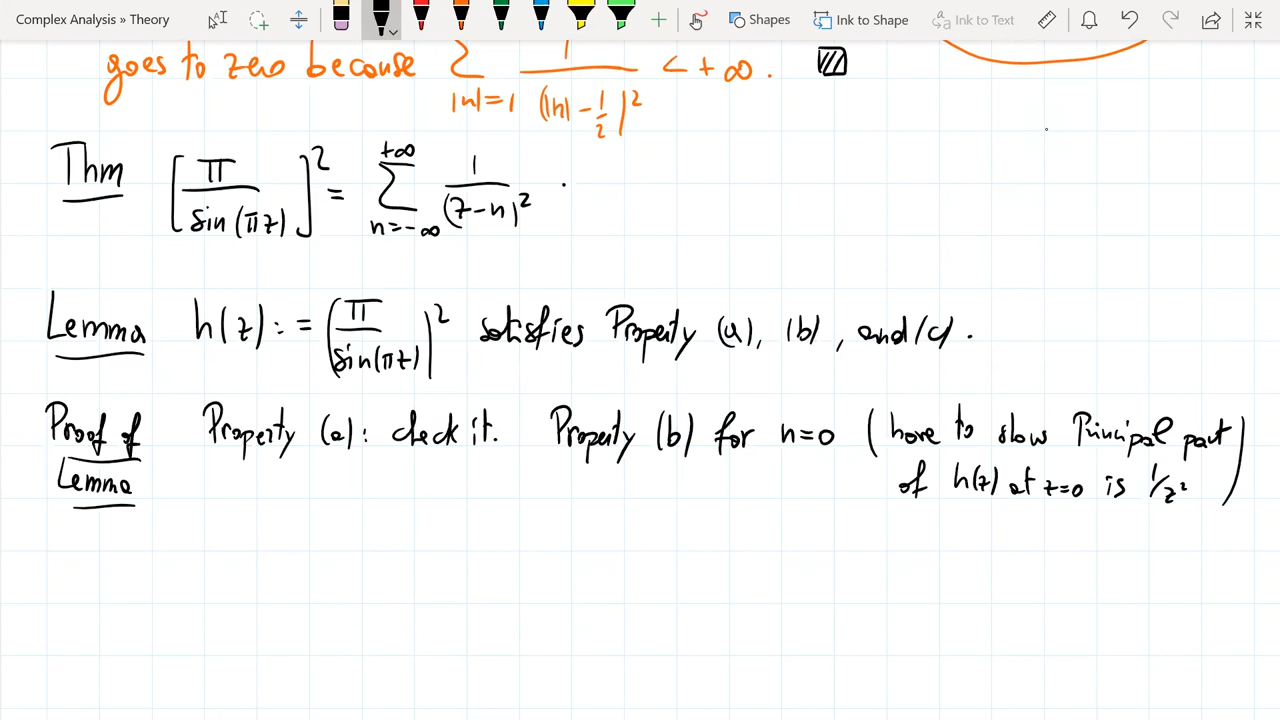 Complex Analysis » Theory
Shapes
Ink to Shape
Ink to Text
goes to zero because ∑ |n|=1 1/(|n| - 1/2)² < +∞.
Thm [π/sin(πz)]² = ∑ n=-∞ +∞ 1/(z-n)².
Lemma h(z) := (π/sin(πz))² satisfies Property (a), (b), and (c).
Proof of Property (a): check it. Property (b) for n=0 (have to show Principal part
Lemma of h(z) at z=0 is 1/z²)